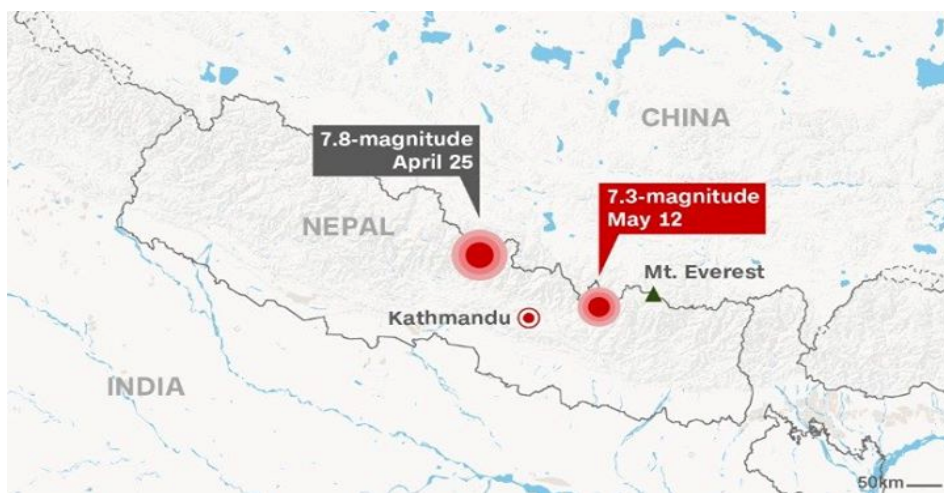 CHINA
7.8-magnitude
April 25
7.3-magnitude
May 12
NEPAL
Mt. Everest
Kathmandu
INDIA
50km